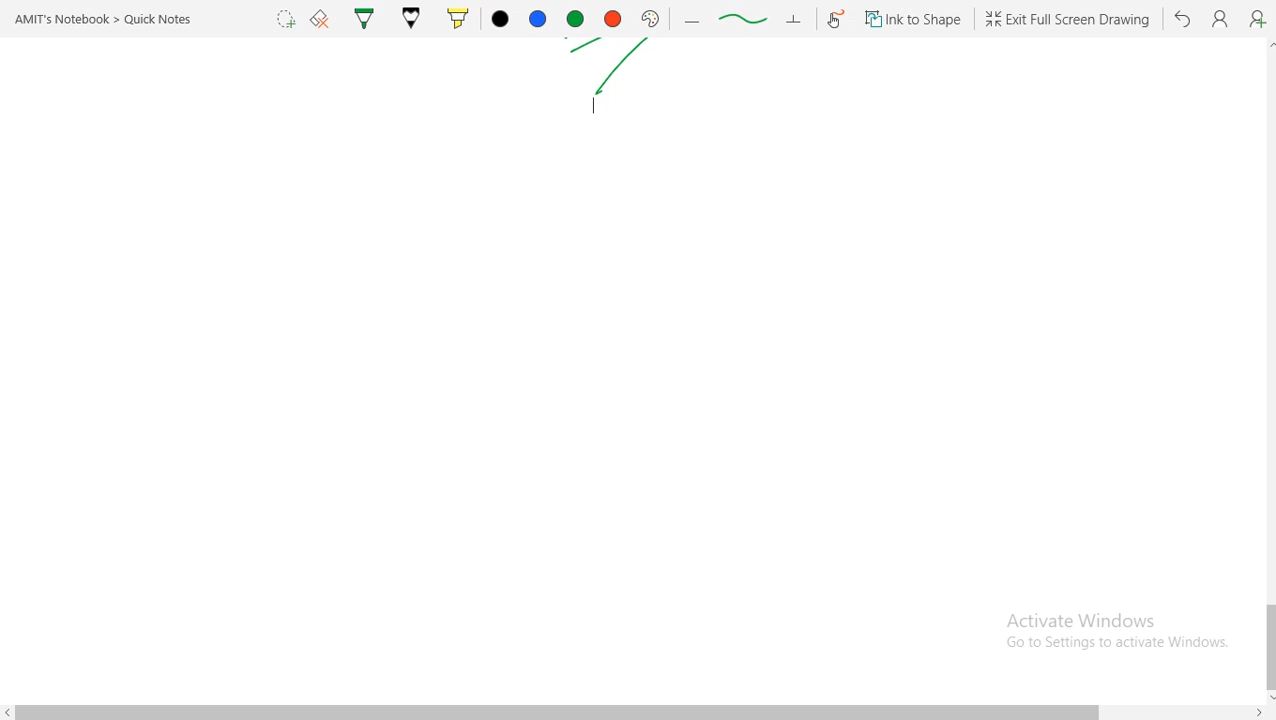 AMIT's Notebook > Quick Notes
Ink to Shape
Exit Full Screen Drawing
Activate Windows
Go to Settings to activate Windows.